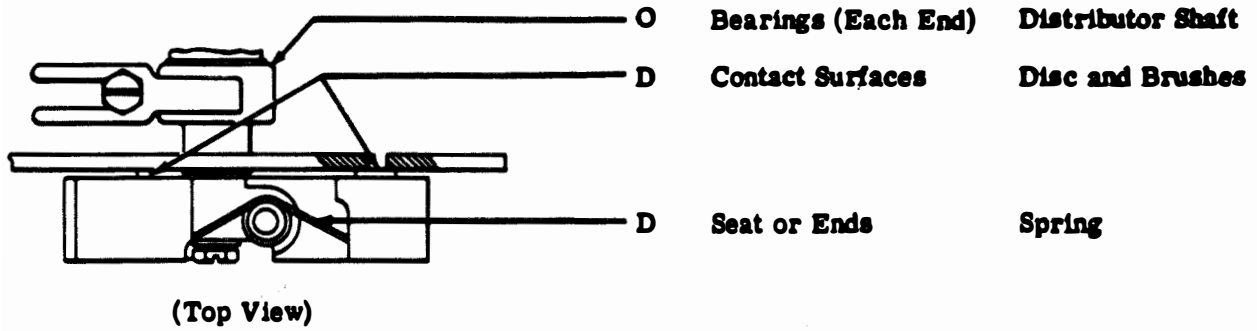 O Bearings (Each End) Distributor Shaft
D Contact Surfaces Disc and Brushes
D Seat or Ends Spring
(Top View)